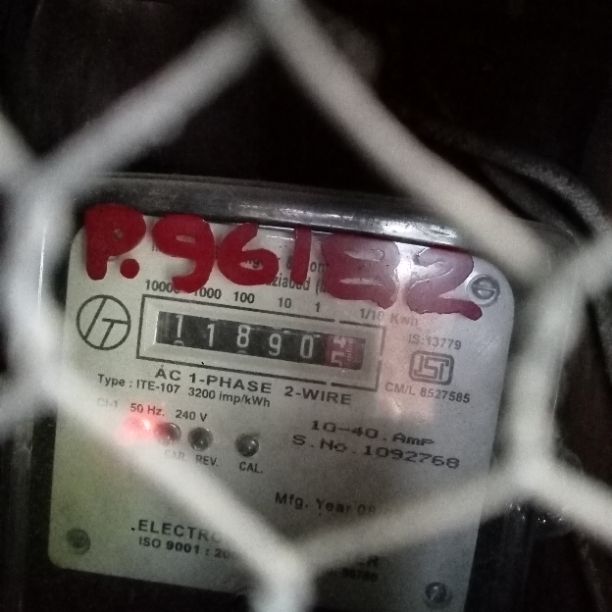 P.961E2
10000 1000 100 10 1 1/10 Kwh
11890
IS:13779
ISI
CM/L 8527585
AC 1-PHASE 2-WIRE
Type : ITE-107 3200 imp/kWh
50 Hz. 240 V
REV. CAL.
10-40. AMP
S.No.1092768
Mfg. Year
ISO 9001 :